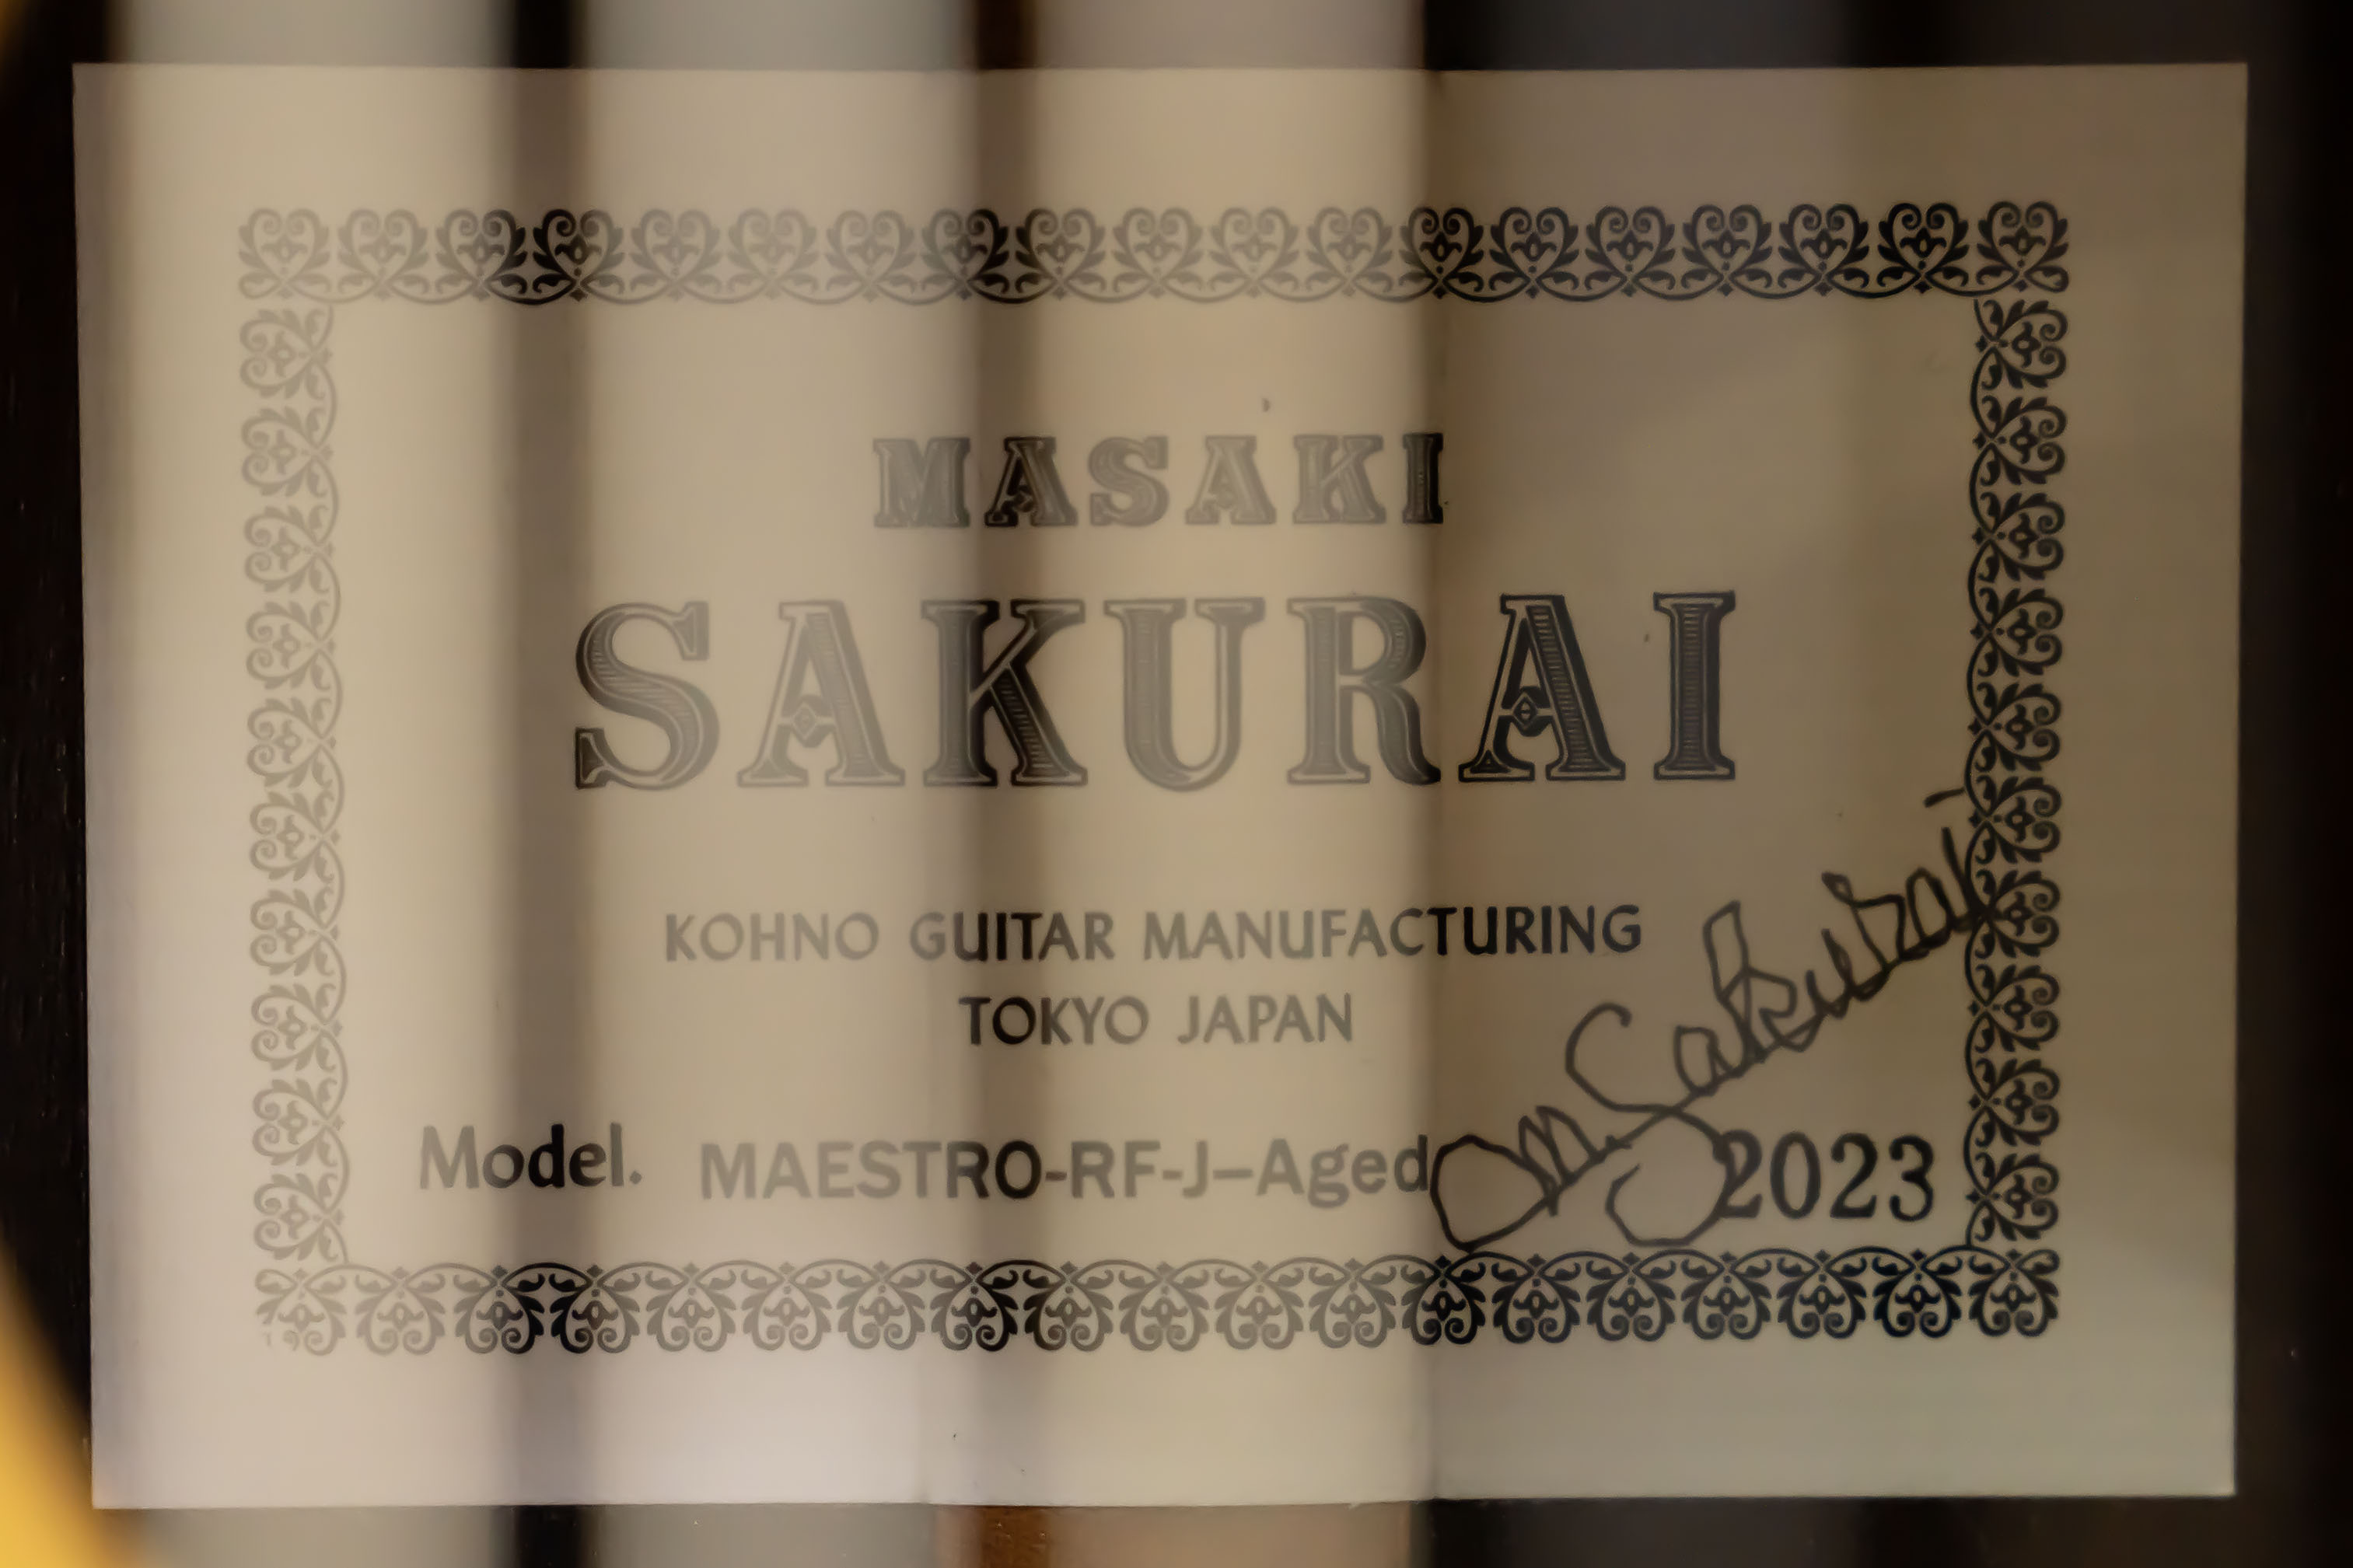 MASAKI
SAKURAI
KOHNO GUITAR MANUFACTURING
TOKYO JAPAN
Model. MAESTRO-RF-J-Aged 2023
m. Sakurai